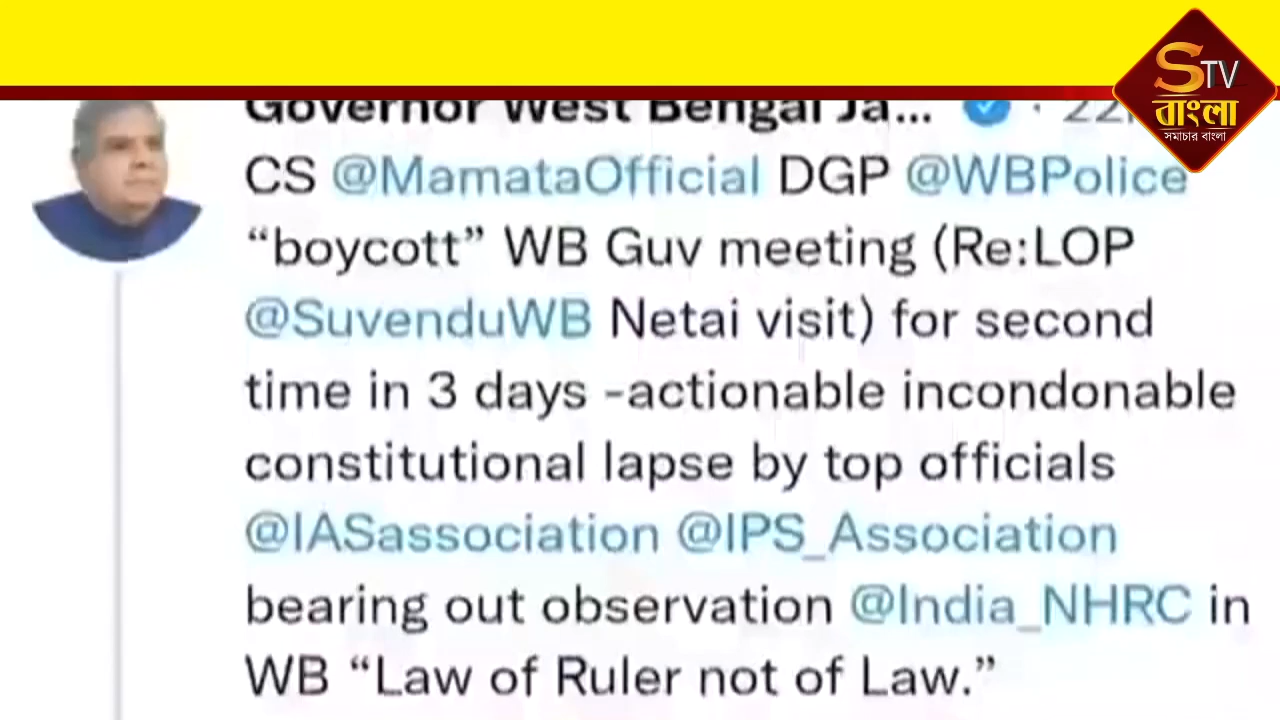 Governor West Bengal Ja... · 22
CS @MamataOfficial DGP @WBPolice
“boycott” WB Guv meeting (Re:LOP
@SuvenduWB Netai visit) for second
time in 3 days -actionable incondonable
constitutional lapse by top officials
@IASassociation @IPS_Association
bearing out observation @India_NHRC in
WB “Law of Ruler not of Law.”
STV
বাংলা
সমাচার বাংলা